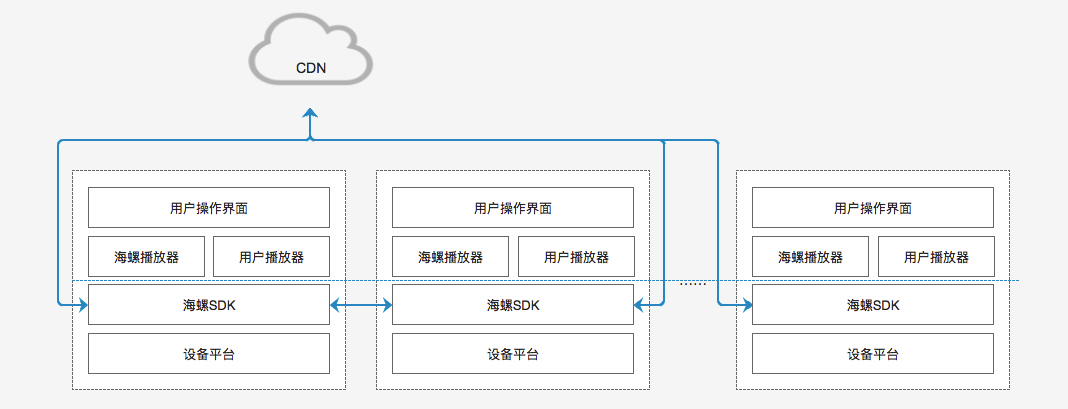 CDN
用户操作界面 用户操作界面 用户操作界面
海螺播放器 用户播放器 海螺播放器 用户播放器 海螺播放器 用户播放器
......
海螺SDK 海螺SDK 海螺SDK
设备平台 设备平台 设备平台